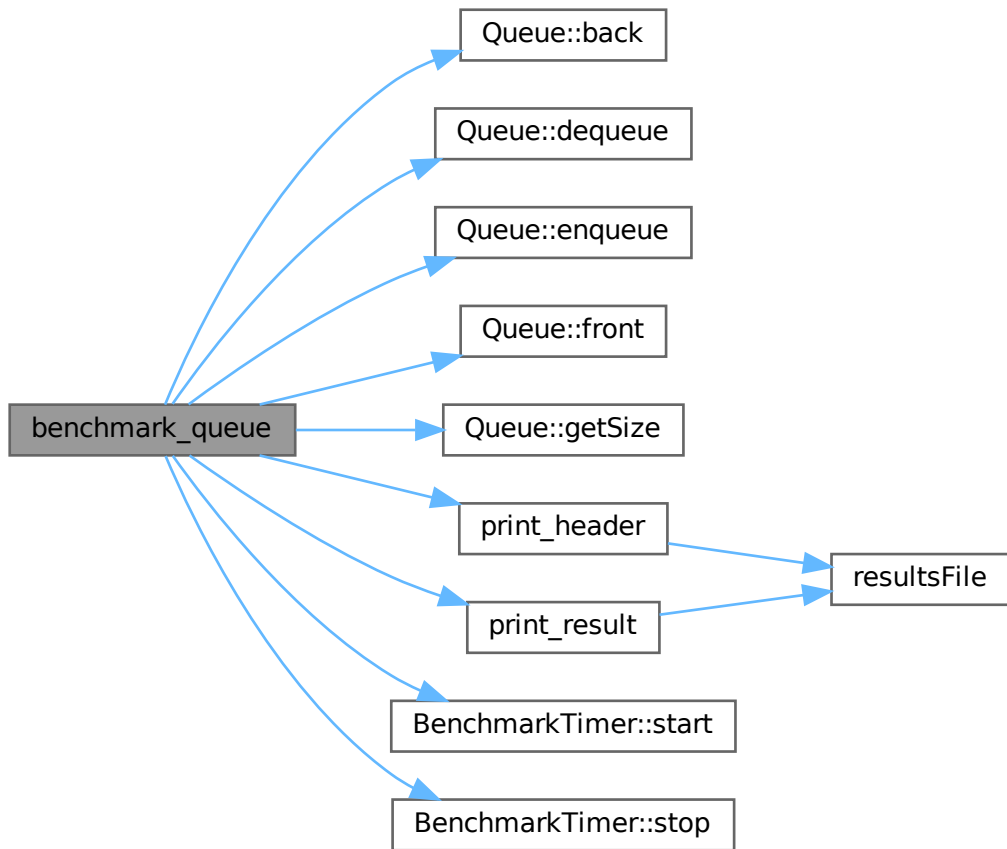 Queue::back
Queue::dequeue
Queue::enqueue
Queue::front
benchmark_queue
Queue::getSize
print_header
resultsFile
print_result
BenchmarkTimer::start
BenchmarkTimer::stop